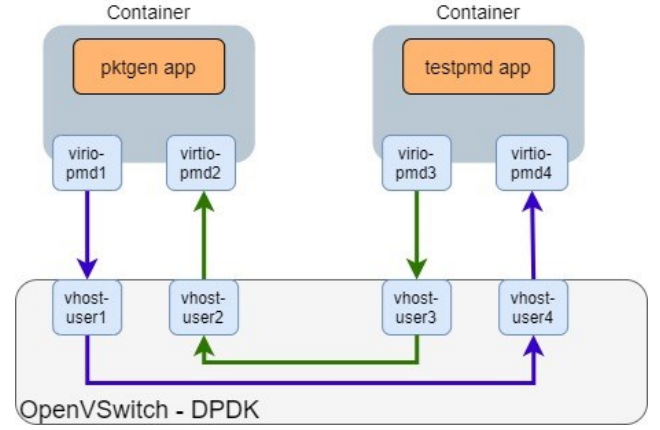 Container
Container
pktgen app
testpmd app
virio-
pmd1
virtio-
pmd2
virio-
pmd3
virtio-
pmd4
vhost-
user1
vhost-
user2
vhost-
user3
vhost-
user4
OpenVSwitch - DPDK